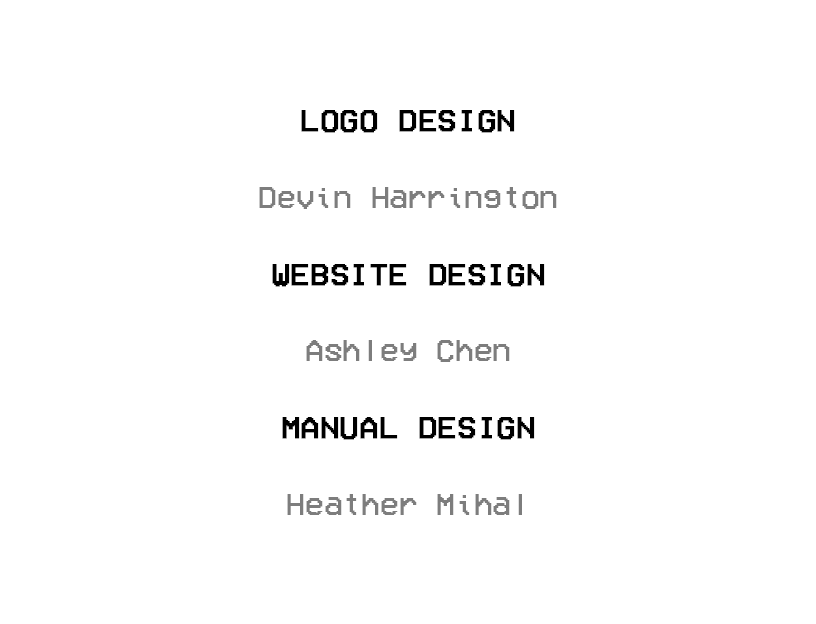 LOGO DESIGN
Devin Harrington
WEBSITE DESIGN
Ashley Chen
MANUAL DESIGN
Heather Mihal